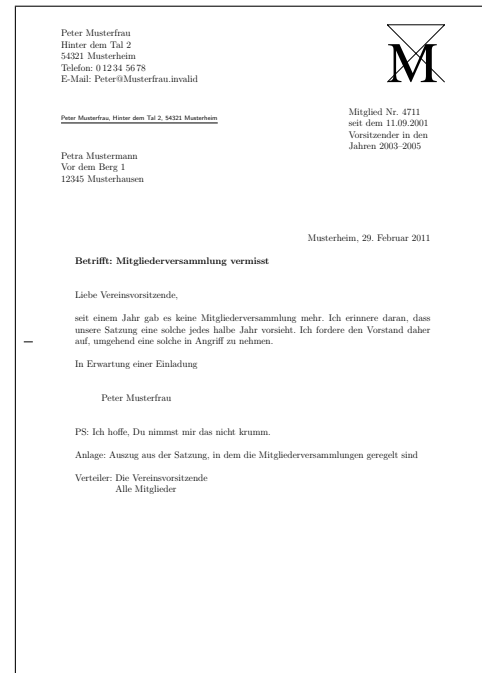 Peter Musterfrau
Hinter dem Tal 2
54321 Musterheim
Telefon: 0 12 34 56 78
E-Mail: Peter@Musterfrau.invalid
M
Peter Musterfrau, Hinter dem Tal 2, 54321 Musterheim
Mitglied Nr. 4711
seit dem 11.09.2001
Vorsitzender in den
Jahren 2003–2005
Petra Mustermann
Vor dem Berg 1
12345 Musterhausen
Musterheim, 29. Februar 2011
Betrifft: Mitgliederversammlung vermisst
Liebe Vereinsvorsitzende,
seit einem Jahr gab es keine Mitgliederversammlung mehr. Ich erinnere daran, dass
unsere Satzung eine solche jedes halbe Jahr vorsieht. Ich fordere den Vorstand daher
auf, umgehend eine solche in Angriff zu nehmen.
In Erwartung einer Einladung
Peter Musterfrau
PS: Ich hoffe, Du nimmst mir das nicht krumm.
Anlage: Auszug aus der Satzung, in dem die Mitgliederversammlungen geregelt sind
Verteiler: Die Vereinsvorsitzende
Alle Mitglieder